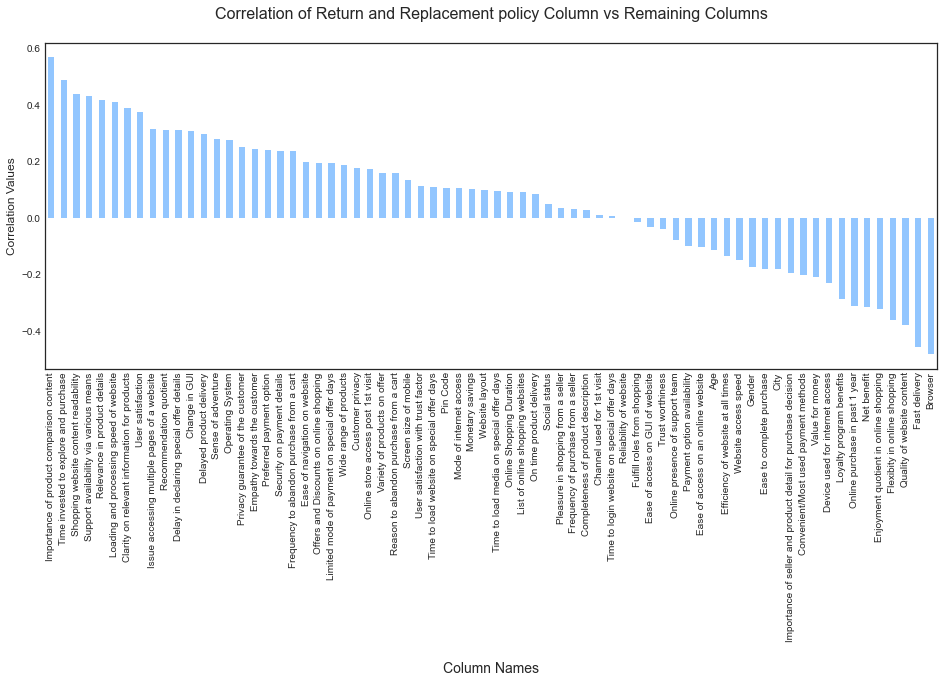 Correlation of Return and Replacement policy Column vs Remaining Columns
Correlation Values
0.6
0.4
0.2
0.0
−0.2
−0.4
Importance of product comparison content
Time invested to explore and purchase
Shopping website content readability
Support availability via various means
Relevance in product details
Loading and processing speed of website
Clarity on relevant information for products
User satisfaction
Issue accessing multiple pages of a website
Recommendation quotient
Delay in declaring special offer details
Change in GUI
Delayed product delivery
Sense of adventure
Operating System
Privacy guarantee of the customer
Empathy towards the customer
Preferred payment option
Security on payment details
Frequency to abandon purchase from a cart
Ease of navigation on website
Offers and Discounts on online shopping
Limited mode of payment on special offer days
Wide range of products
Customer privacy
Online store access post 1st visit
Variety of products on offer
Reason to abandon purchase from a cart
Screen size of mobile
User satisfaction with trust factor
Time to load website on special offer days
Pin Code
Mode of internet access
Monetary savings
Website layout
Time to load media on special offer days
Online Shopping Duration
List of online shopping websites
On time product delivery
Social status
Pleasure in shopping from a seller
Frequency of purchase from a seller
Completeness of product description
Channel used for 1st visit
Time to login website on special offer days
Reliability of website
Fulfill roles from shopping
Ease of access on GUI of website
Trust worthiness
Online presence of support team
Payment option availability
Ease of access on an online website
Age
Efficiency of website at all times
Website access speed
Gender
Ease to complete purchase
City
Importance of seller and product detail for purchase decision
Convenient/Most used payment methods
Value for money
Device used for internet access
Loyalty program benefits
Online purchase in past 1 year
Net benefit
Enjoyment quotient in online shopping
Flexibity in online shopping
Quality of website content
Fast delivery
Browser
Column Names